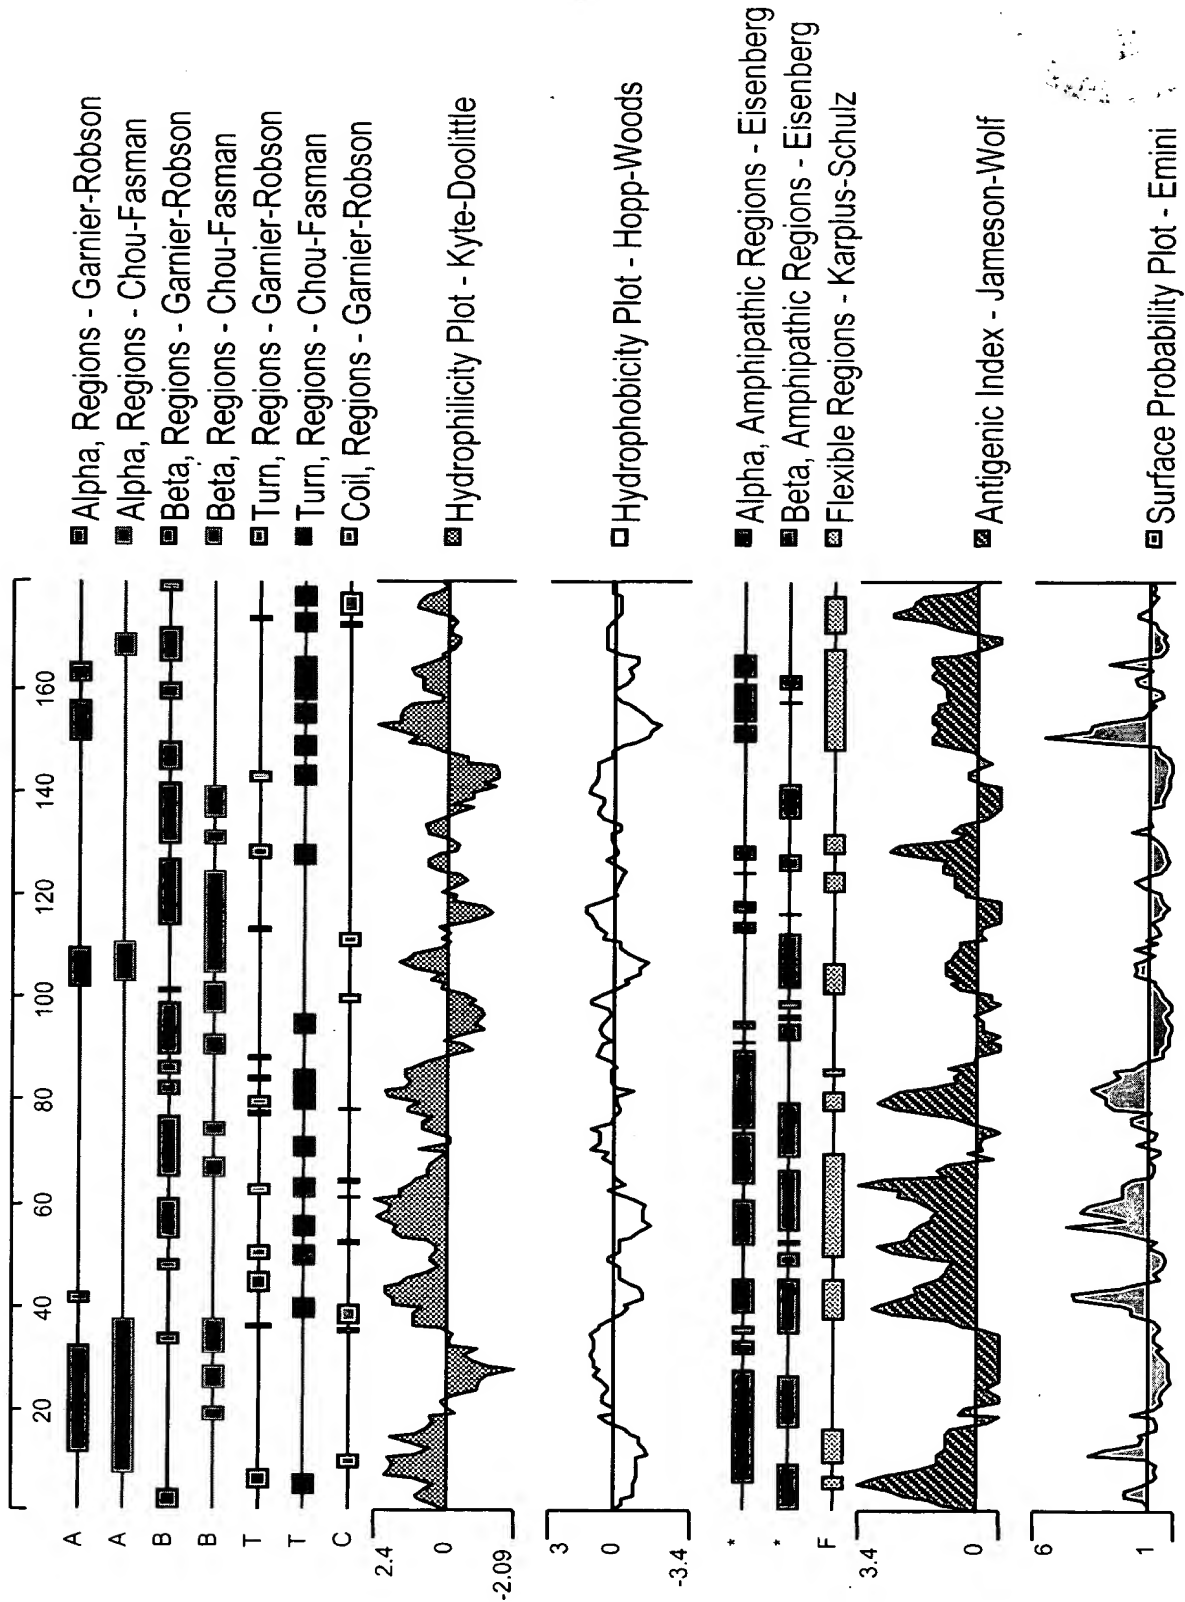 20 40 60 80 100 120 140 160
A Alpha, Regions - Garnier-Robson
A Alpha, Regions - Chou-Fasman
B Beta, Regions - Garnier-Robson
B Beta, Regions - Chou-Fasman
T Turn, Regions - Garnier-Robson
T Turn, Regions - Chou-Fasman
C Coil, Regions - Garnier-Robson
2.4
0
-2.09
Hydrophilicity Plot - Kyte-Doolittle
3
0
-3.4
Hydrophobicity Plot - Hopp-Woods
* Alpha, Amphipathic Regions - Eisenberg
* Beta, Amphipathic Regions - Eisenberg
F Flexible Regions - Karplus-Schulz
3.4
0
Antigenic Index - Jameson-Wolf
6
1
Surface Probability Plot - Emini